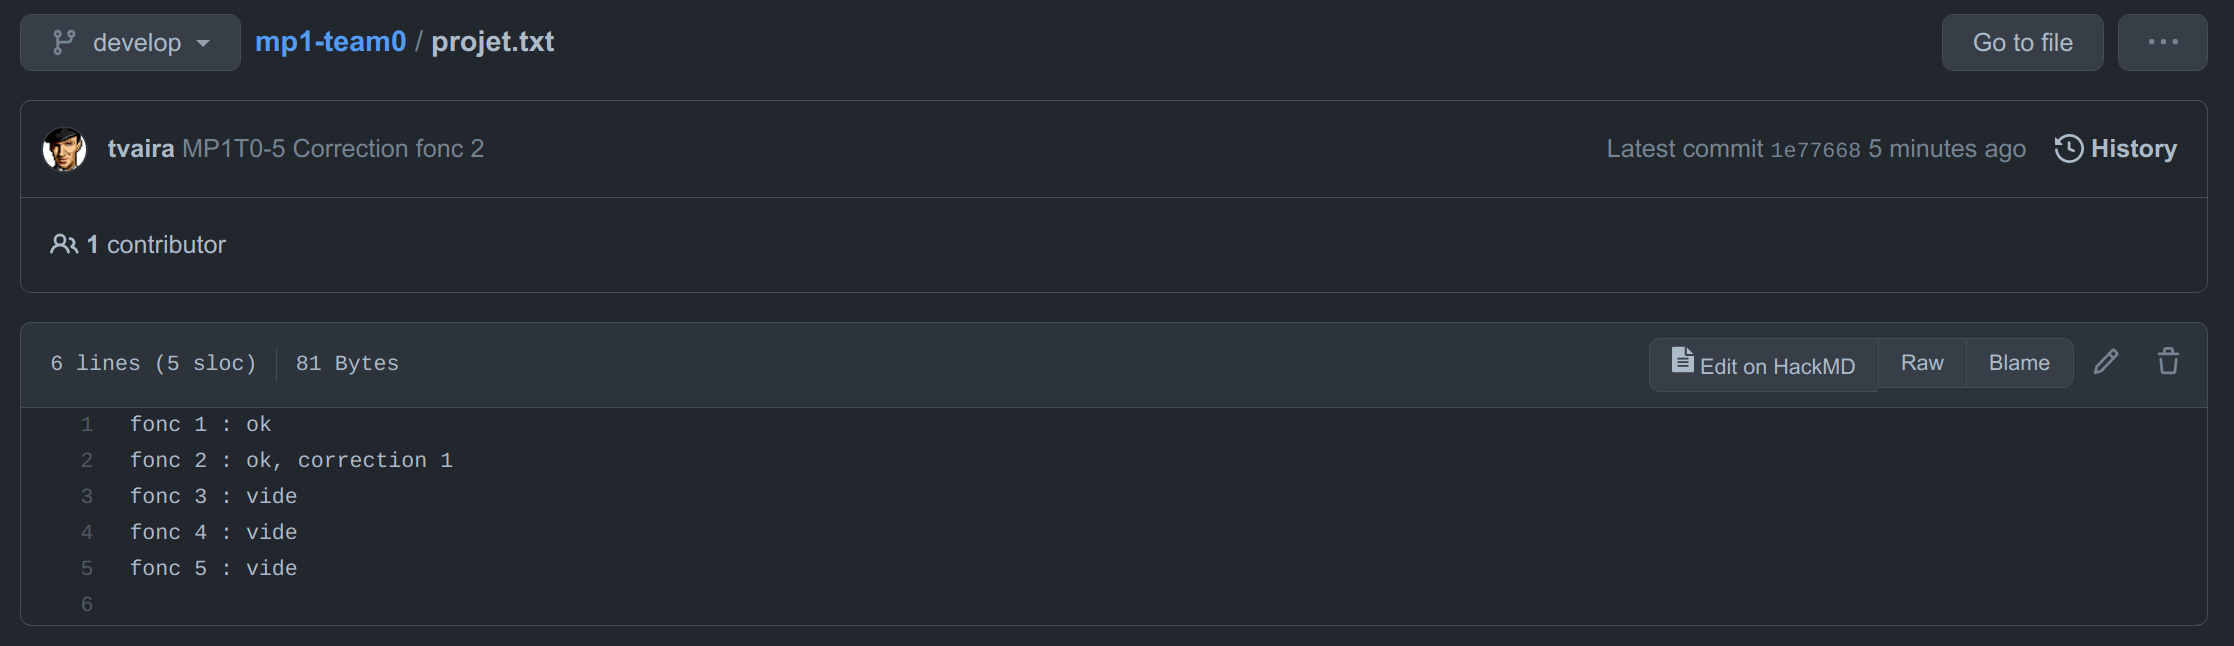 develop mp1-team0 / projet.txt Go to file ...
tvaira MP1T0-5 Correction fonc 2 Latest commit 1e77668 5 minutes ago History
1 contributor
6 lines (5 sloc) 81 Bytes Edit on HackMD Raw Blame
1 fonc 1 : ok
2 fonc 2 : ok, correction 1
3 fonc 3 : vide
4 fonc 4 : vide
5 fonc 5 : vide
6